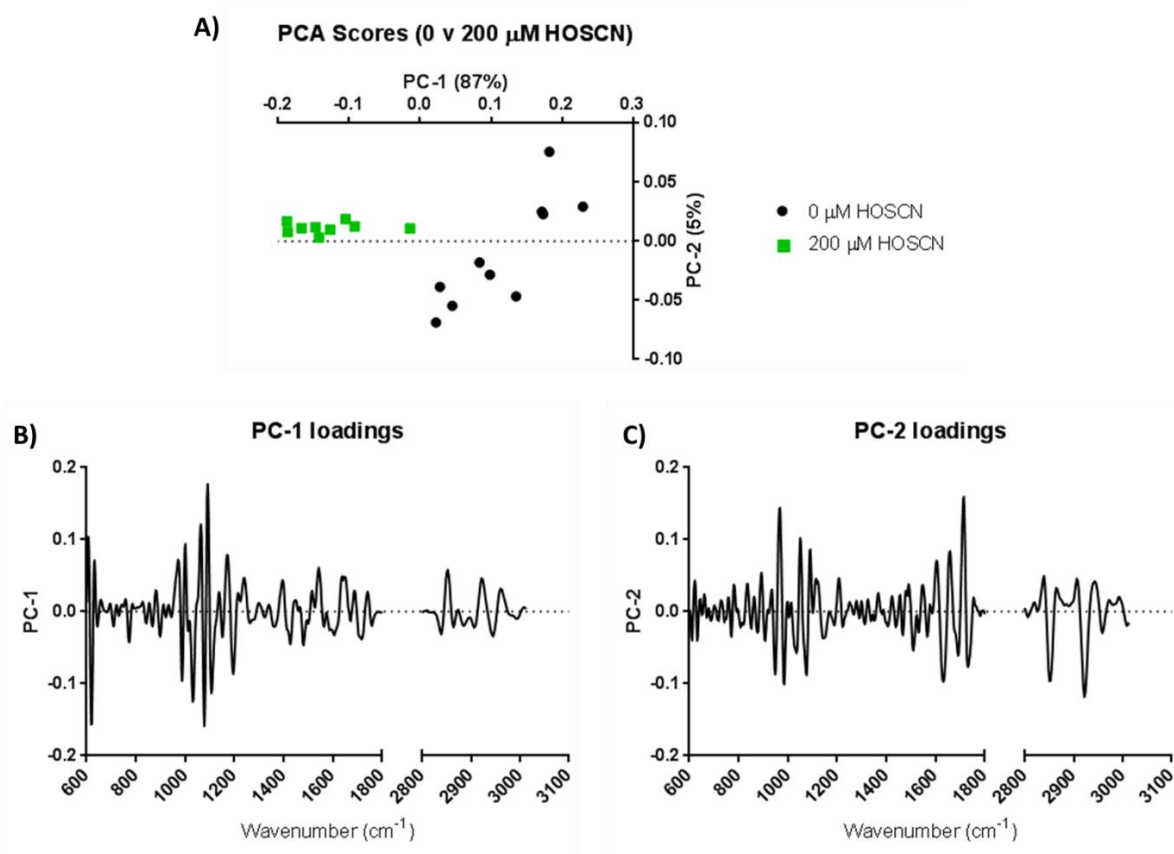 A)
PCA Scores (0 v 200 µM HOSCN)
PC-1 (87%)
-0.2 -0.1 0.0 0.1 0.2 0.3
0.10
0.05
0.00
-0.05
-0.10
PC-2 (5%)
0 µM HOSCN
200 µM HOSCN
B)
PC-1 loadings
0.2
0.1
0.0
-0.1
-0.2
PC-1
600 800 1000 1200 1400 1600 1800 2800 2900 3000 3100
Wavenumber (cm⁻¹)
C)
PC-2 loadings
0.2
0.1
0.0
-0.1
-0.2
PC-2
600 800 1000 1200 1400 1600 1800 2800 2900 3000 3100
Wavenumber (cm⁻¹)